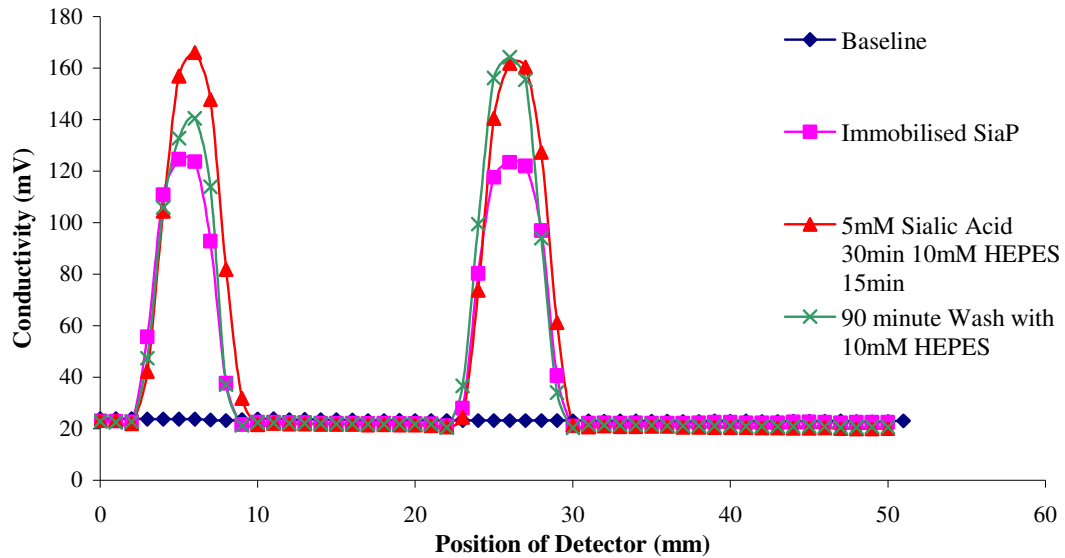 180
160
140
120
100
80
60
40
20
0
Conductivity (mV)
0 10 20 30 40 50 60
Position of Detector (mm)
Baseline
Immobilised SiaP
5mM Sialic Acid
30min 10mM HEPES
15min
90 minute Wash with
10mM HEPES